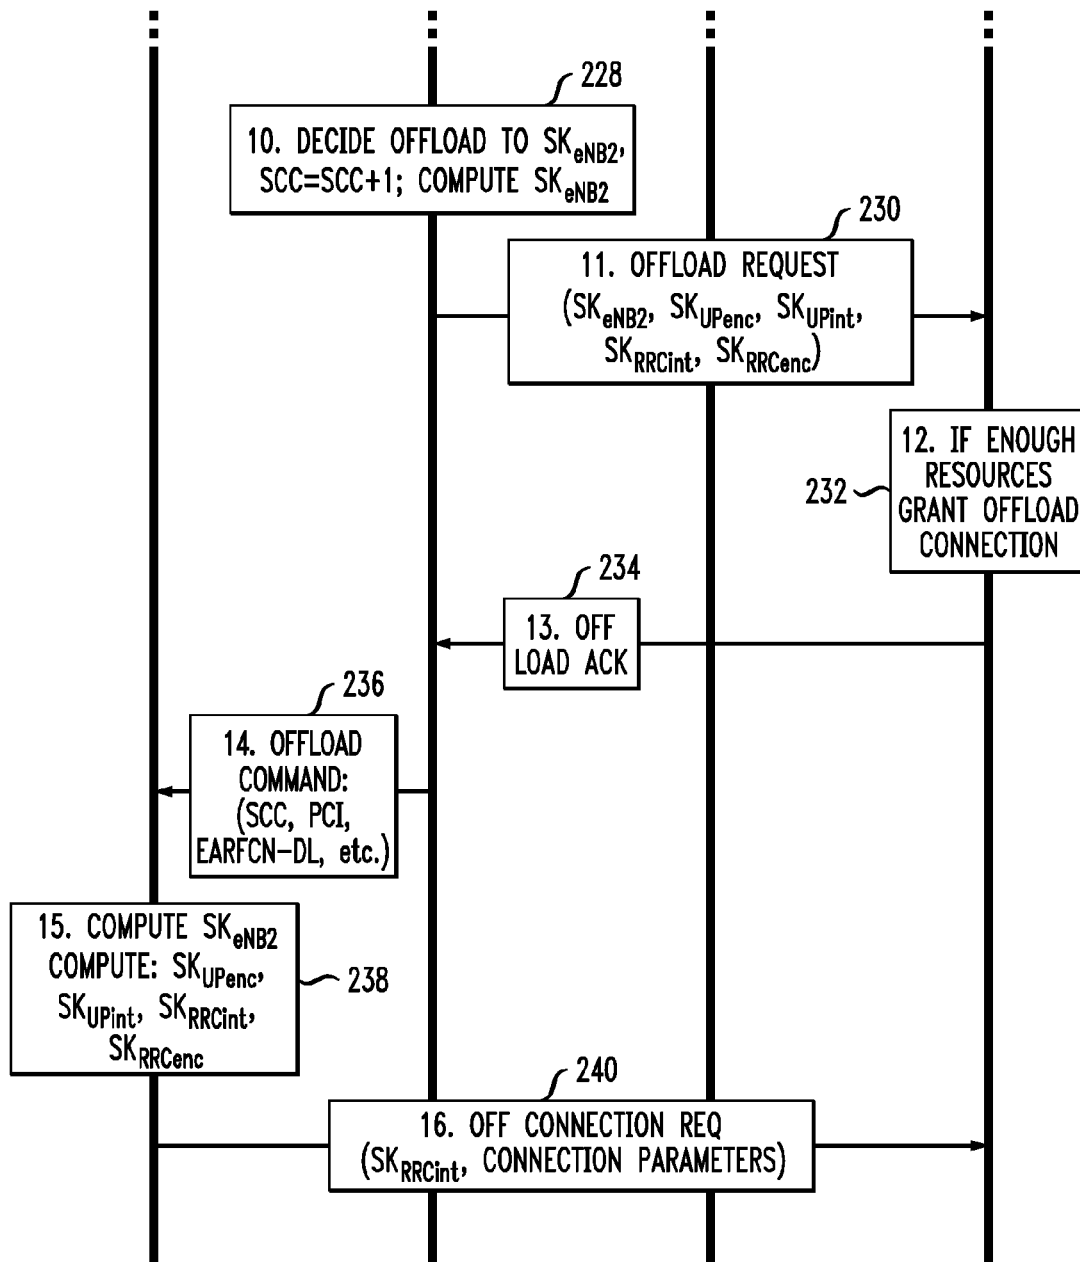 228
10. DECIDE OFFLOAD TO SKeNB2,
SCC=SCC+1; COMPUTE SKeNB2
230
11. OFFLOAD REQUEST
(SKeNB2, SKUPenc, SKUPint,
SKRRCint, SKRRCenc)
12. IF ENOUGH
RESOURCES
GRANT OFFLOAD
CONNECTION
232
234
13. OFF
LOAD ACK
236
14. OFFLOAD
COMMAND:
(SCC, PCI,
EARFCN-DL, etc.)
15. COMPUTE SKeNB2
COMPUTE: SKUPenc,
SKUPint, SKRRCint,
SKRRCenc
238
240
16. OFF CONNECTION REQ
(SKRRCint, CONNECTION PARAMETERS)